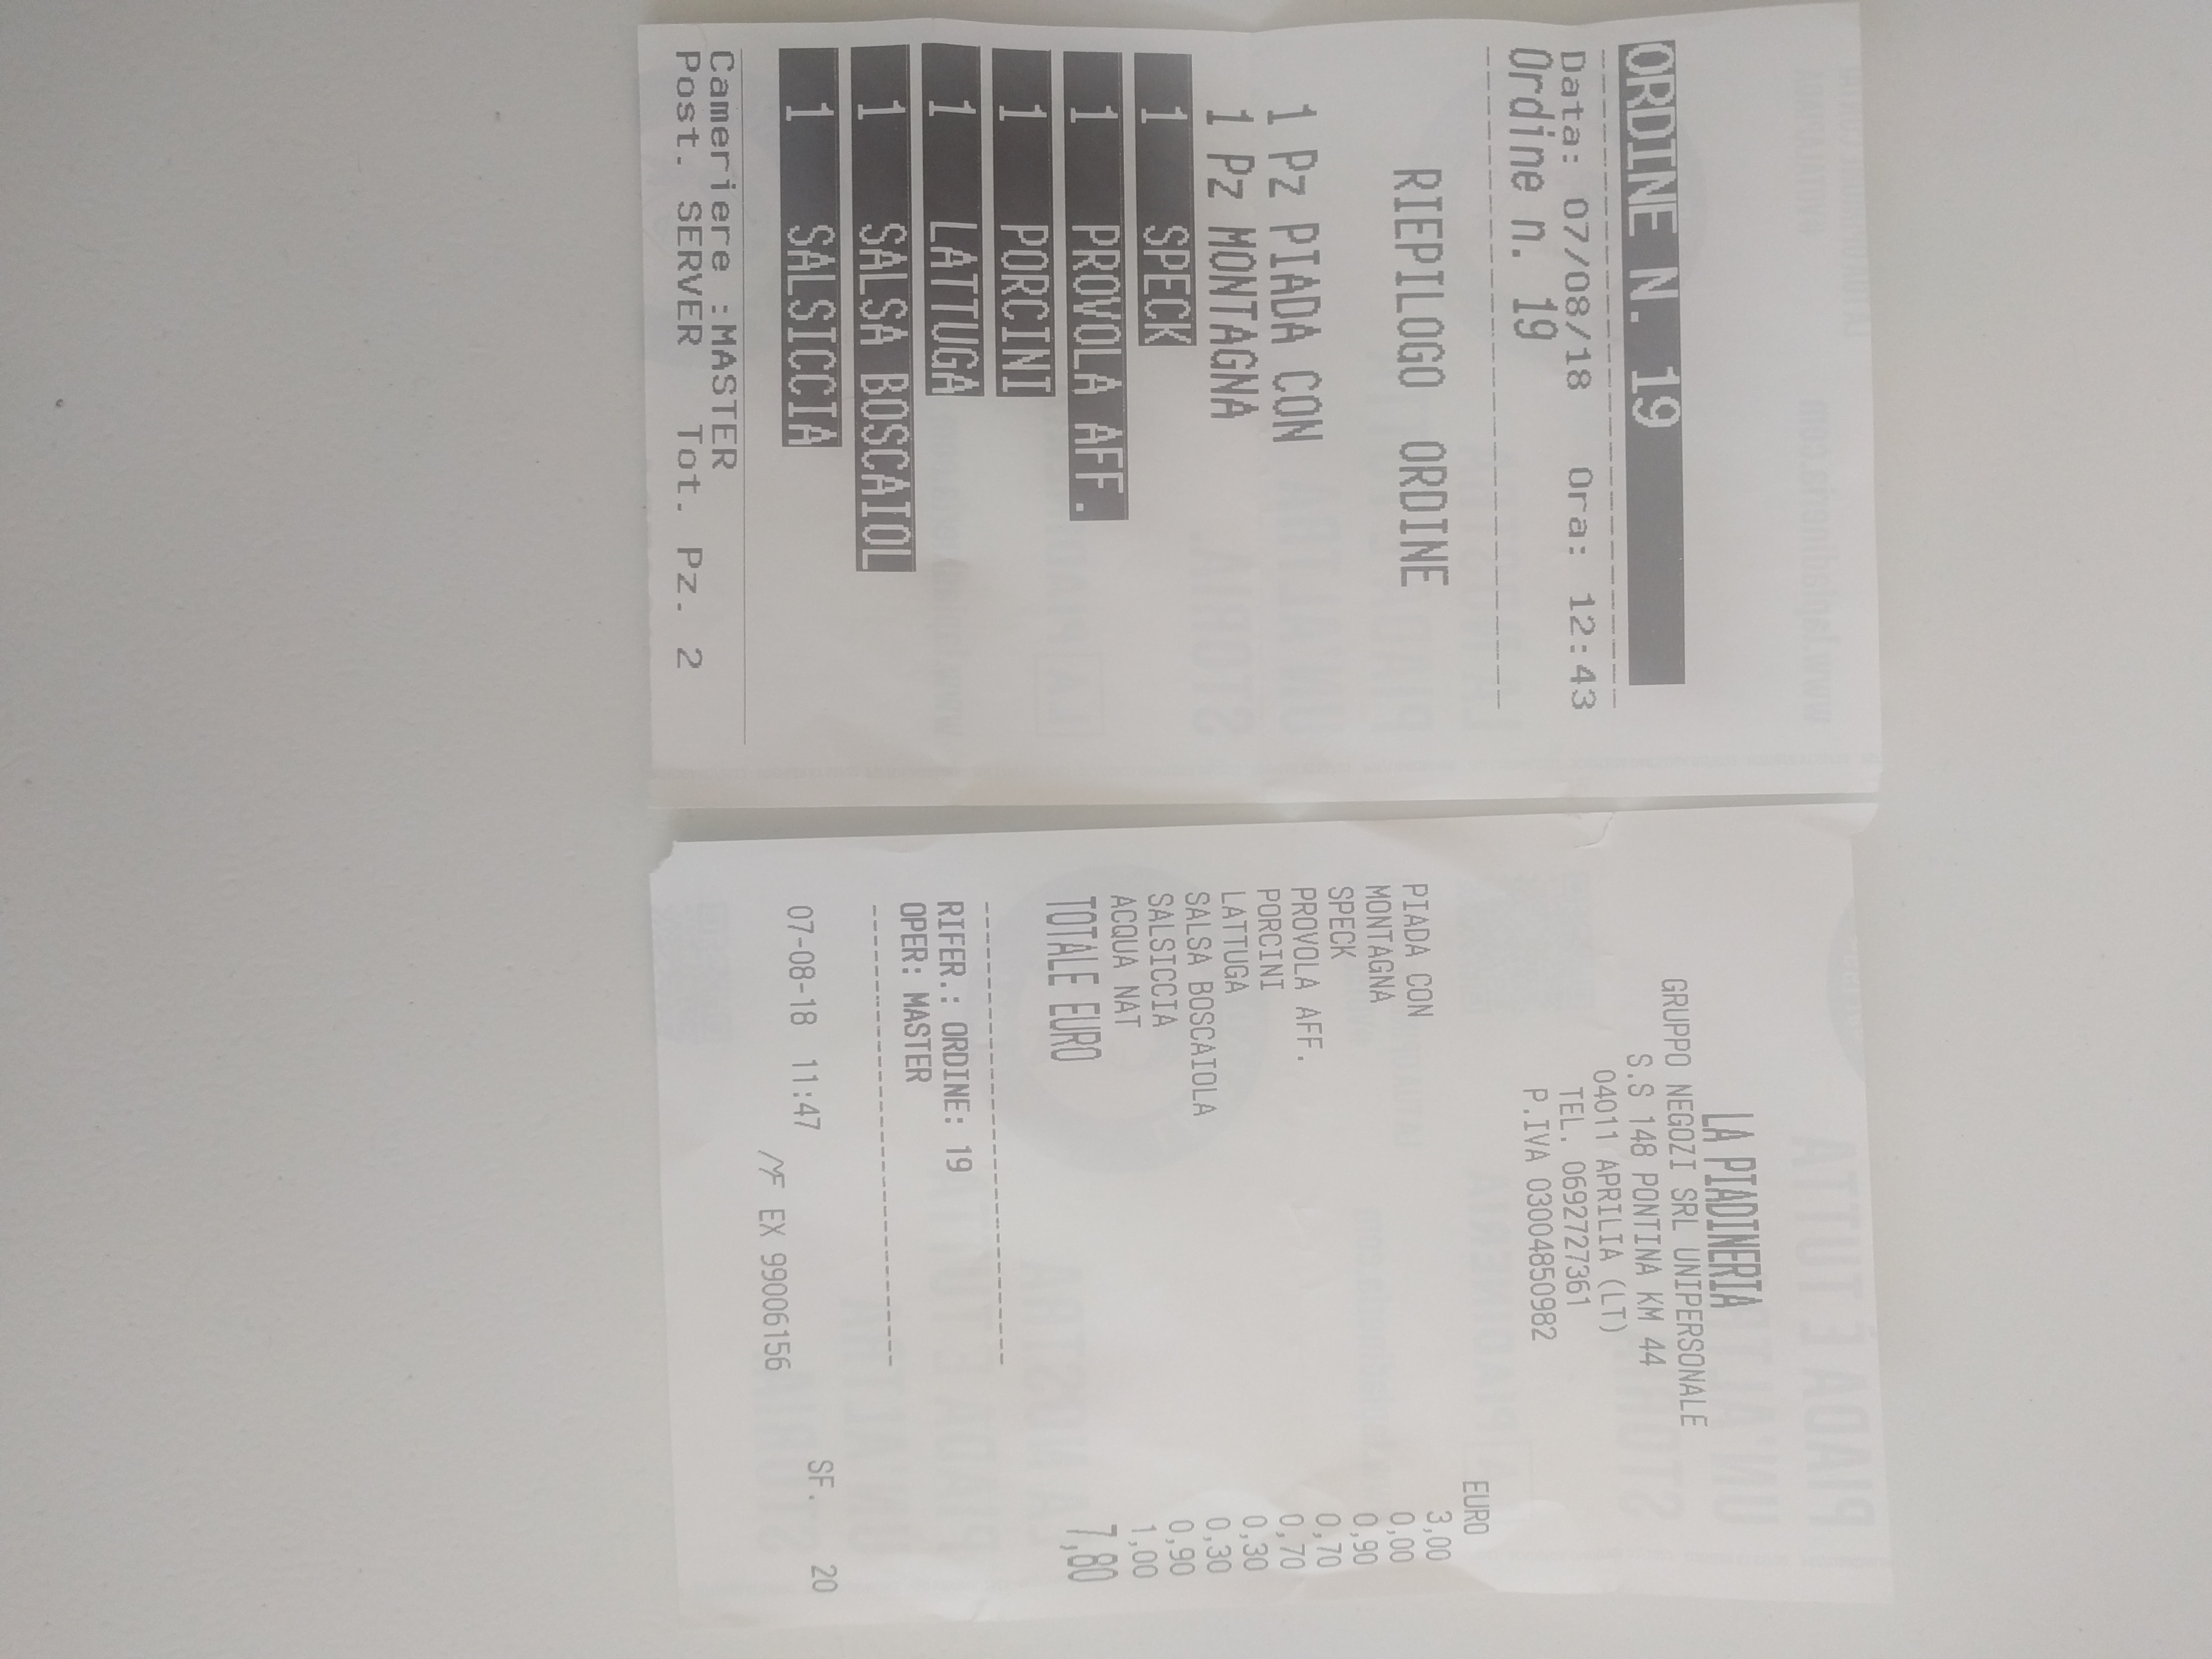 ORDINE N. 19
Data: 07/08/18 Ora: 12:43
Ordine n. 19
RIEPILOGO ORDINE
1 Pz PIADA CON
1 Pz MONTAGNA
1 SPECK
1 PROVOLA AFF.
1 PORCINI
1 LATTUGA
1 SALSA BOSCAIOL
1 SALSICCIA
Cameriere :MASTER
Post. SERVER Tot. Pz. 2
LA PIADINERIA
GRUPPO NEGOZI SRL UNIPERSONALE
S.S 148 PONTINA KM 44
04011 APRILIA (LT)
TEL. 0692727361
P.IVA 03004850982
EURO
PIADA CON 3,00
MONTAGNA 0,00
SPECK 0,90
PROVOLA AFF. 0,70
PORCINI 0,70
LATTUGA 0,30
SALSA BOSCAIOLA 0,30
SALSICCIA 0,90
ACQUA NAT 1,00
TOTALE EURO 7,80
RIFER.: ORDINE: 19
OPER: MASTER
07-08-18 11:47 SF. 20
MF EX 99006156